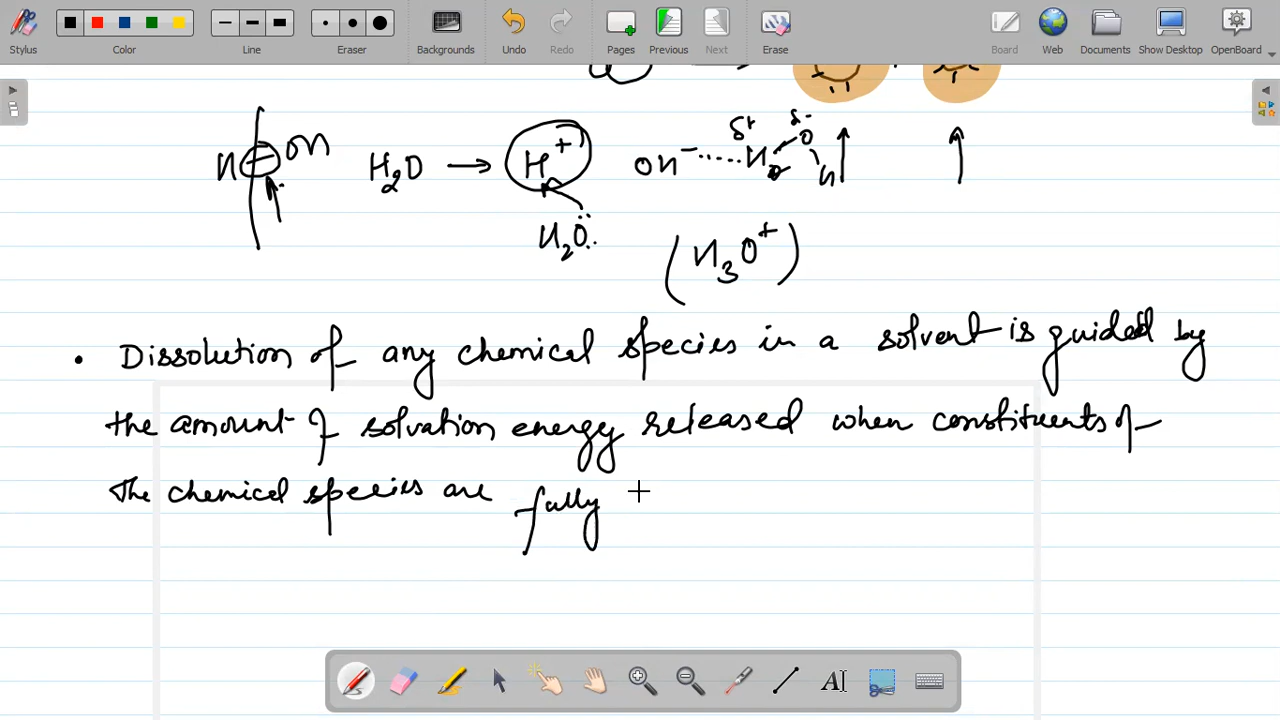 Stylus Color Line Eraser Backgrounds Undo Redo Pages Previous Next Erase Board Web Documents Show Desktop OpenBoard
H OH H2O → H+ OH- ...... H O H δ+ δ-
H2O:
(H3O+)
• Dissolution of any chemical species in a solvent is guided by
the amount of solvation energy released when constituents of
The chemical species are fully
AI